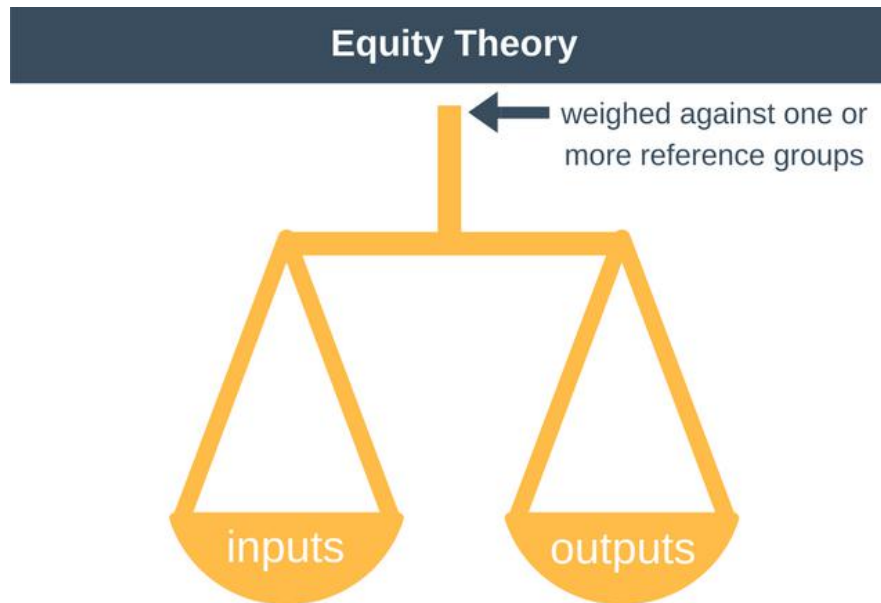 Equity Theory
weighed against one or
more reference groups
inputs
outputs